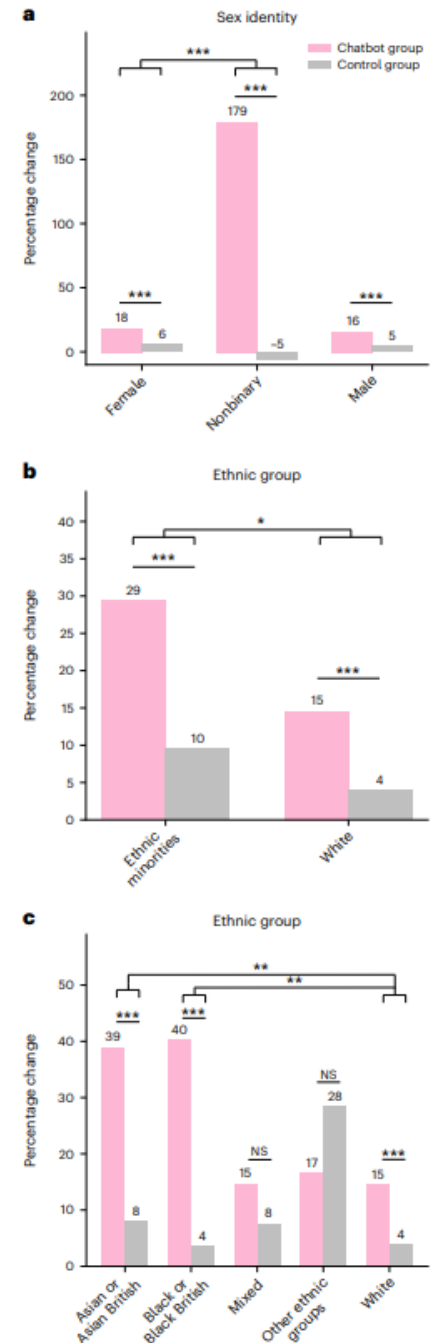 a
Sex identity
Chatbot group
Control group
***
***
179
***
***
18
6
–5
16
5
200
150
100
50
0
Percentage change
Female
Nonbinary
Male
b
Ethnic group
*
***
29
10
***
15
4
40
35
30
25
20
15
10
5
0
Percentage change
Ethnic
minorities
White
c
Ethnic group
**
**
***
39
8
***
40
4
NS
15
8
NS
17
28
***
15
4
50
40
30
20
10
0
Percentage change
Asian or
Asian British
Black or
Black British
Mixed
Other ethnic
groups
White